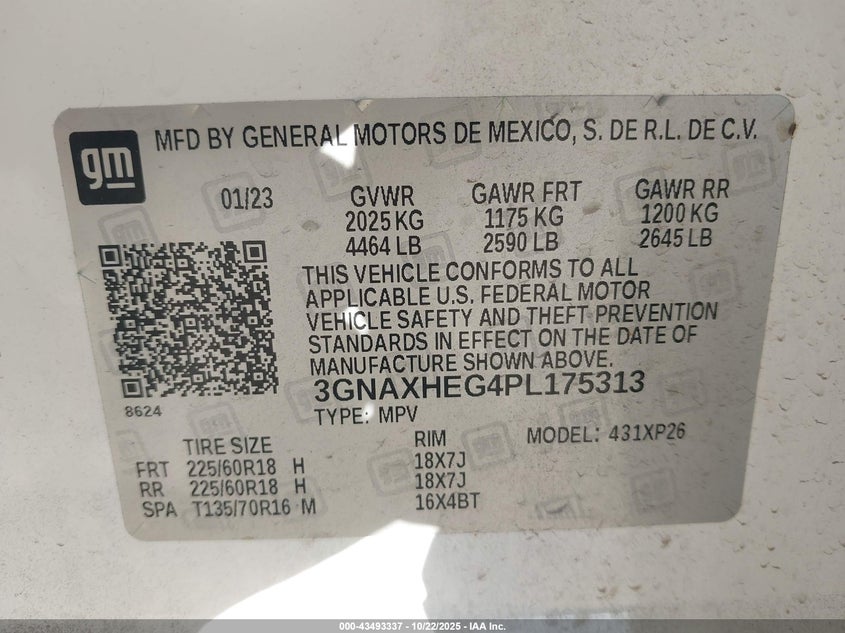 gm
MFD BY GENERAL MOTORS DE MEXICO, S. DE R.L. DE C.V.
01/23 GVWR GAWR FRT GAWR RR
2025 KG 1175 KG 1200 KG
4464 LB 2590 LB 2645 LB
THIS VEHICLE CONFORMS TO ALL
APPLICABLE U.S. FEDERAL MOTOR
VEHICLE SAFETY AND THEFT PREVENTION
STANDARDS IN EFFECT ON THE DATE OF
MANUFACTURE SHOWN ABOVE.
3GNAXHEG4PL175313
8624 TYPE: MPV
TIRE SIZE RIM MODEL: 431XP26
FRT 225/60R18 H 18X7J
RR 225/60R18 H 18X7J
SPA T135/70R16 M 16X4BT
000-43493337 - 10/22/2025 - IAA Inc.